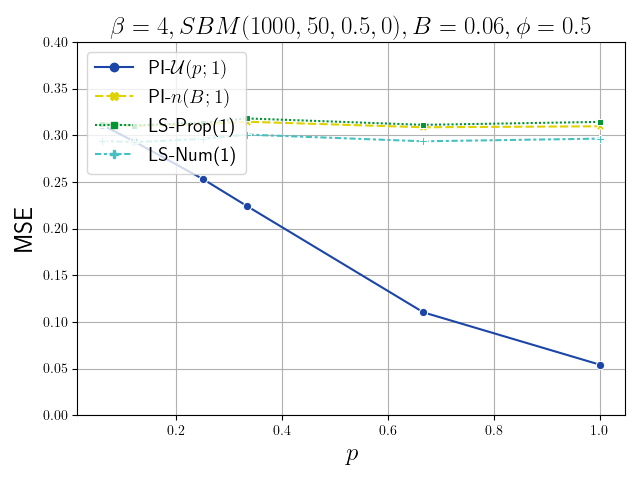 β = 4, SBM(1000, 50, 0.5, 0), B = 0.06, ϕ = 0.5
0.40
0.35
0.30
0.25
0.20
0.15
0.10
0.05
0.00
MSE
PI-𝒰(p; 1)
PI-n(B; 1)
LS-Prop(1)
LS-Num(1)
0.2 0.4 0.6 0.8 1.0
p